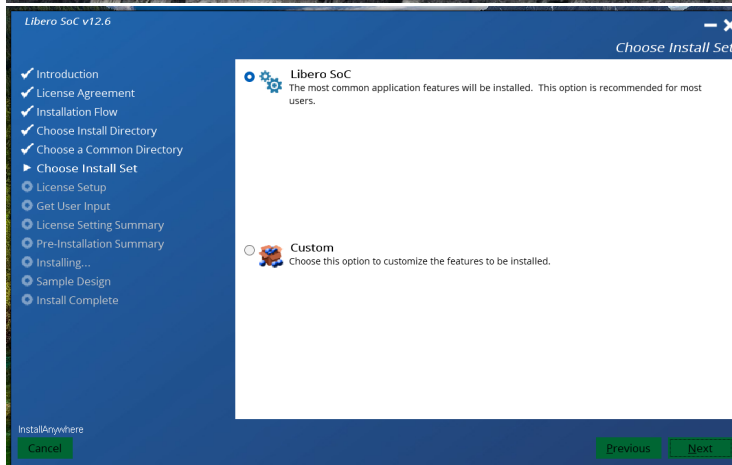 Libero SoC v12.6
Choose Install Set
Introduction
License Agreement
Installation Flow
Choose Install Directory
Choose a Common Directory
Choose Install Set
License Setup
Get User Input
License Setting Summary
Pre-Installation Summary
Installing...
Sample Design
Install Complete
Libero SoC
The most common application features will be installed. This option is recommended for most
users.
Custom
Choose this option to customize the features to be installed.
InstallAnywhere
Cancel
Previous
Next